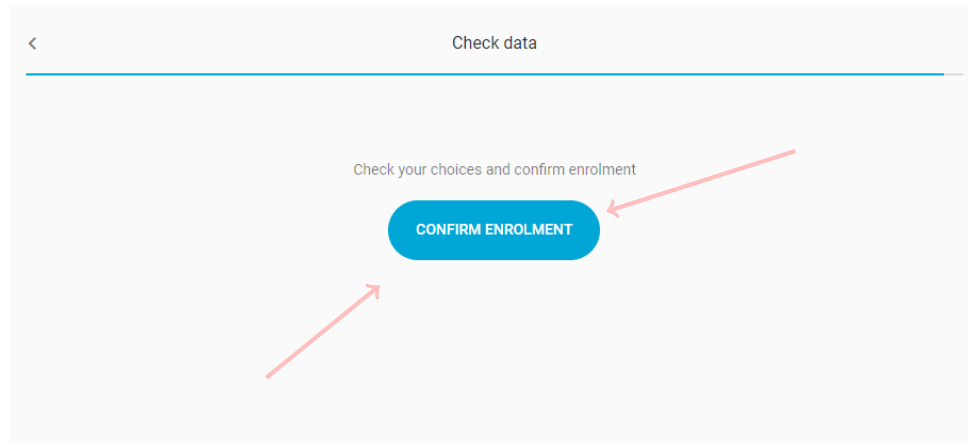 Check data
Check your choices and confirm enrolment
CONFIRM ENROLMENT